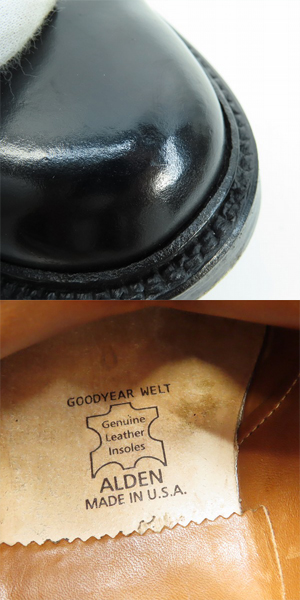 GOODYEAR WELT
Genuine
Leather
Insoles
ALDEN
MADE IN U.S.A.